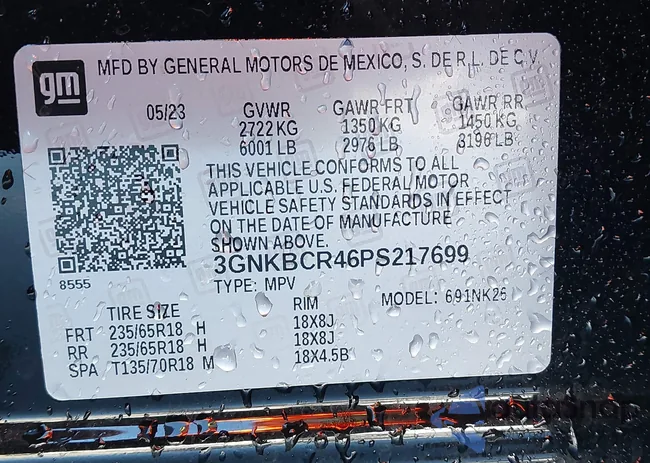 gm
MFD BY GENERAL MOTORS DE MEXICO, S. DE R.L. DE C.V.
05/23 GVWR GAWR FRT GAWR RR
2722 KG 1350 KG 1450 KG
6001 LB 2976 LB 3196 LB
THIS VEHICLE CONFORMS TO ALL
APPLICABLE U.S. FEDERAL MOTOR
VEHICLE SAFETY STANDARDS IN EFFECT
ON THE DATE OF MANUFACTURE
SHOWN ABOVE.
3GNKBCR46PS217699
8555
TYPE: MPV MODEL: 691NK26
TIRE SIZE RIM
FRT 235/65R18 H 18X8J
RR 235/65R18 H 18X8J
SPA T135/70R18 M 18X4.5B